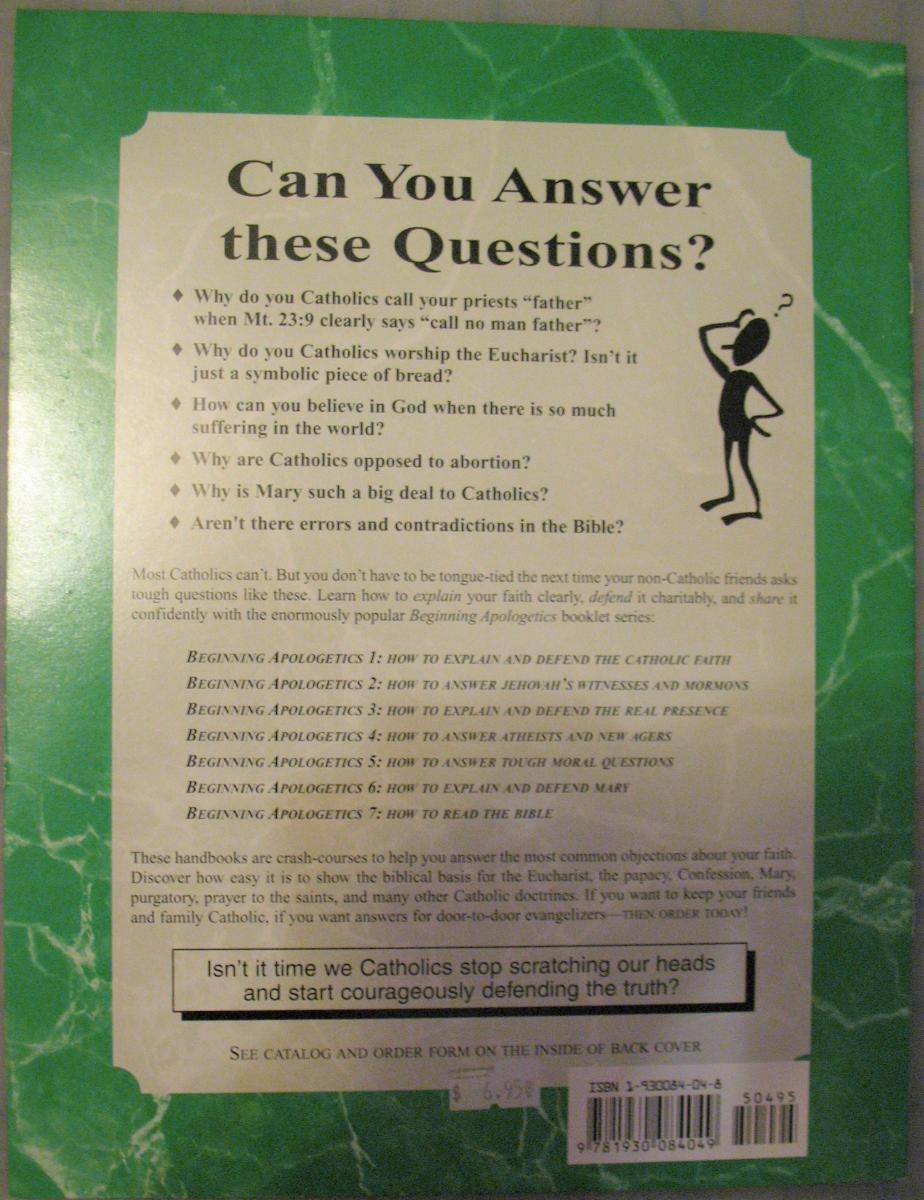 Can You Answer
these Questions?
?
♦ Why do you Catholics call your priests “father”
when Mt. 23:9 clearly says “call no man father”?
♦ Why do you Catholics worship the Eucharist? Isn't it
just a symbolic piece of bread?
♦ How can you believe in God when there is so much
suffering in the world?
♦ Why are Catholics opposed to abortion?
♦ Why is Mary such a big deal to Catholics?
♦ Aren't there errors and contradictions in the Bible?
Most Catholics can't. But you don't have to be tongue-tied the next time your non-Catholic friends asks
tough questions like these. Learn how to explain your faith clearly, defend it charitably, and share it
confidently with the enormously popular Beginning Apologetics booklet series:
BEGINNING APOLOGETICS 1: HOW TO EXPLAIN AND DEFEND THE CATHOLIC FAITH
BEGINNING APOLOGETICS 2: HOW TO ANSWER JEHOVAH'S WITNESSES AND MORMONS
BEGINNING APOLOGETICS 3: HOW TO EXPLAIN AND DEFEND THE REAL PRESENCE
BEGINNING APOLOGETICS 4: HOW TO ANSWER ATHEISTS AND NEW AGERS
BEGINNING APOLOGETICS 5: HOW TO ANSWER TOUGH MORAL QUESTIONS
BEGINNING APOLOGETICS 6: HOW TO EXPLAIN AND DEFEND MARY
BEGINNING APOLOGETICS 7: HOW TO READ THE BIBLE
These handbooks are crash-courses to help you answer the most common objections about your faith.
Discover how easy it is to show the biblical basis for the Eucharist, the papacy, Confession, Mary,
purgatory, prayer to the saints, and many other Catholic doctrines. If you want to keep your friends
and family Catholic, if you want answers for door-to-door evangelizers—THEN ORDER TODAY!
Isn't it time we Catholics stop scratching our heads
and start courageously defending the truth?
SEE CATALOG AND ORDER FORM ON THE INSIDE OF BACK COVER
$ 6.95
ISBN 1-930084-04-8
50495
9 781930 084049